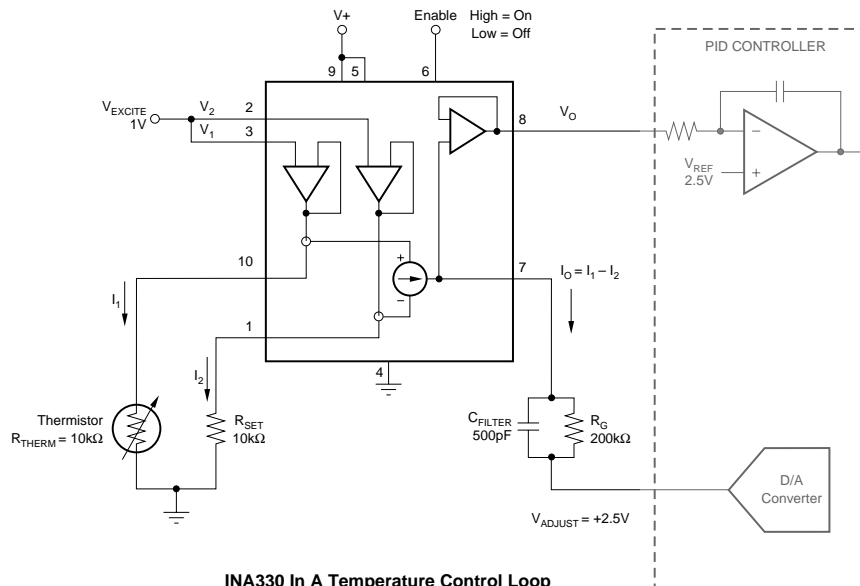 V+
Enable
High = On
Low = Off
PID CONTROLLER
9
5
6
V_EXCITE
1V
V_2
2
V_1
3
8
V_O
V_REF
2.5V
−
+
+
−
10
7
I_O = I_1 – I_2
I_1
1
I_2
4
Thermistor
R_THERM = 10kΩ
R_SET
10kΩ
C_FILTER
500pF
R_G
200kΩ
D/A
Converter
V_ADJUST = +2.5V
INA330 In A Temperature Control Loop